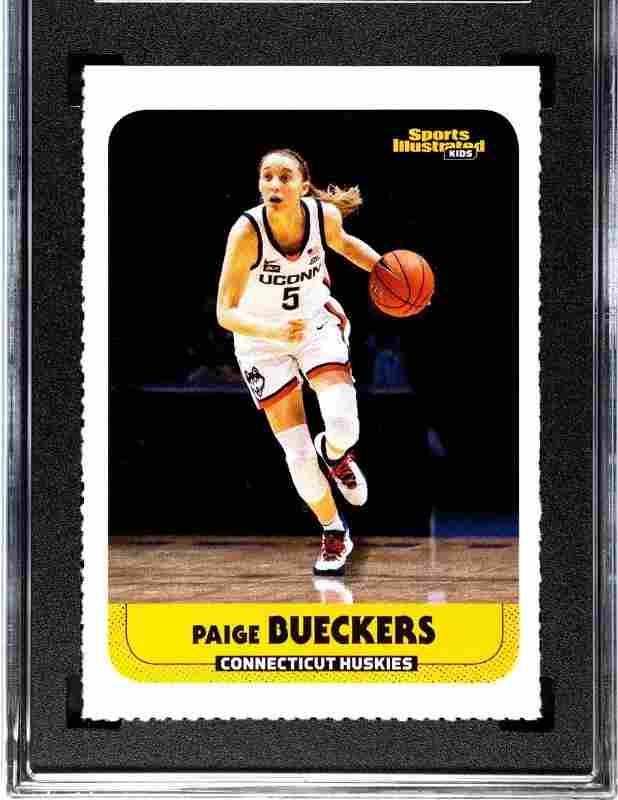 Sports
Illustrated
KIDS
UCONN
5
PAIGE BUECKERS
CONNECTICUT HUSKIES